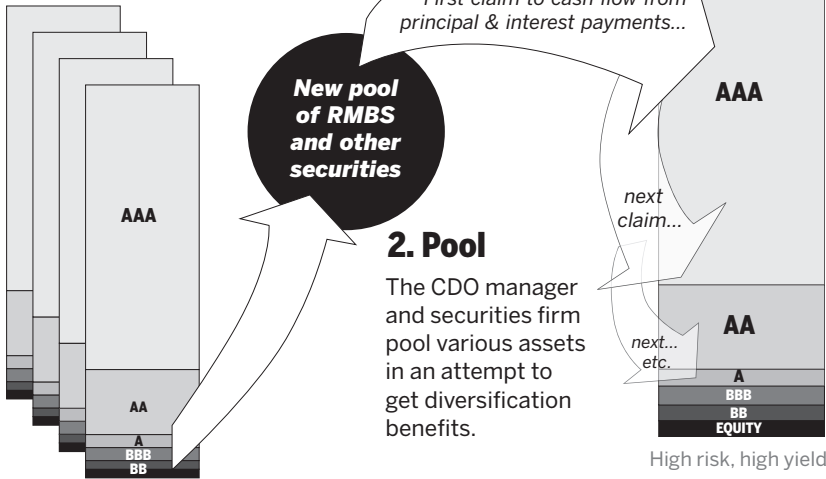 First claim to cash flow from
principal & interest payments...
New pool
of RMBS
and other
securities
AAA
AAA
next
claim...
2. Pool
The CDO manager
and securities firm
pool various assets
in an attempt to
get diversification
benefits.
AA
next...
etc.
A
BBB
BB
EQUITY
AA
A
BBB
BB
High risk, high yield